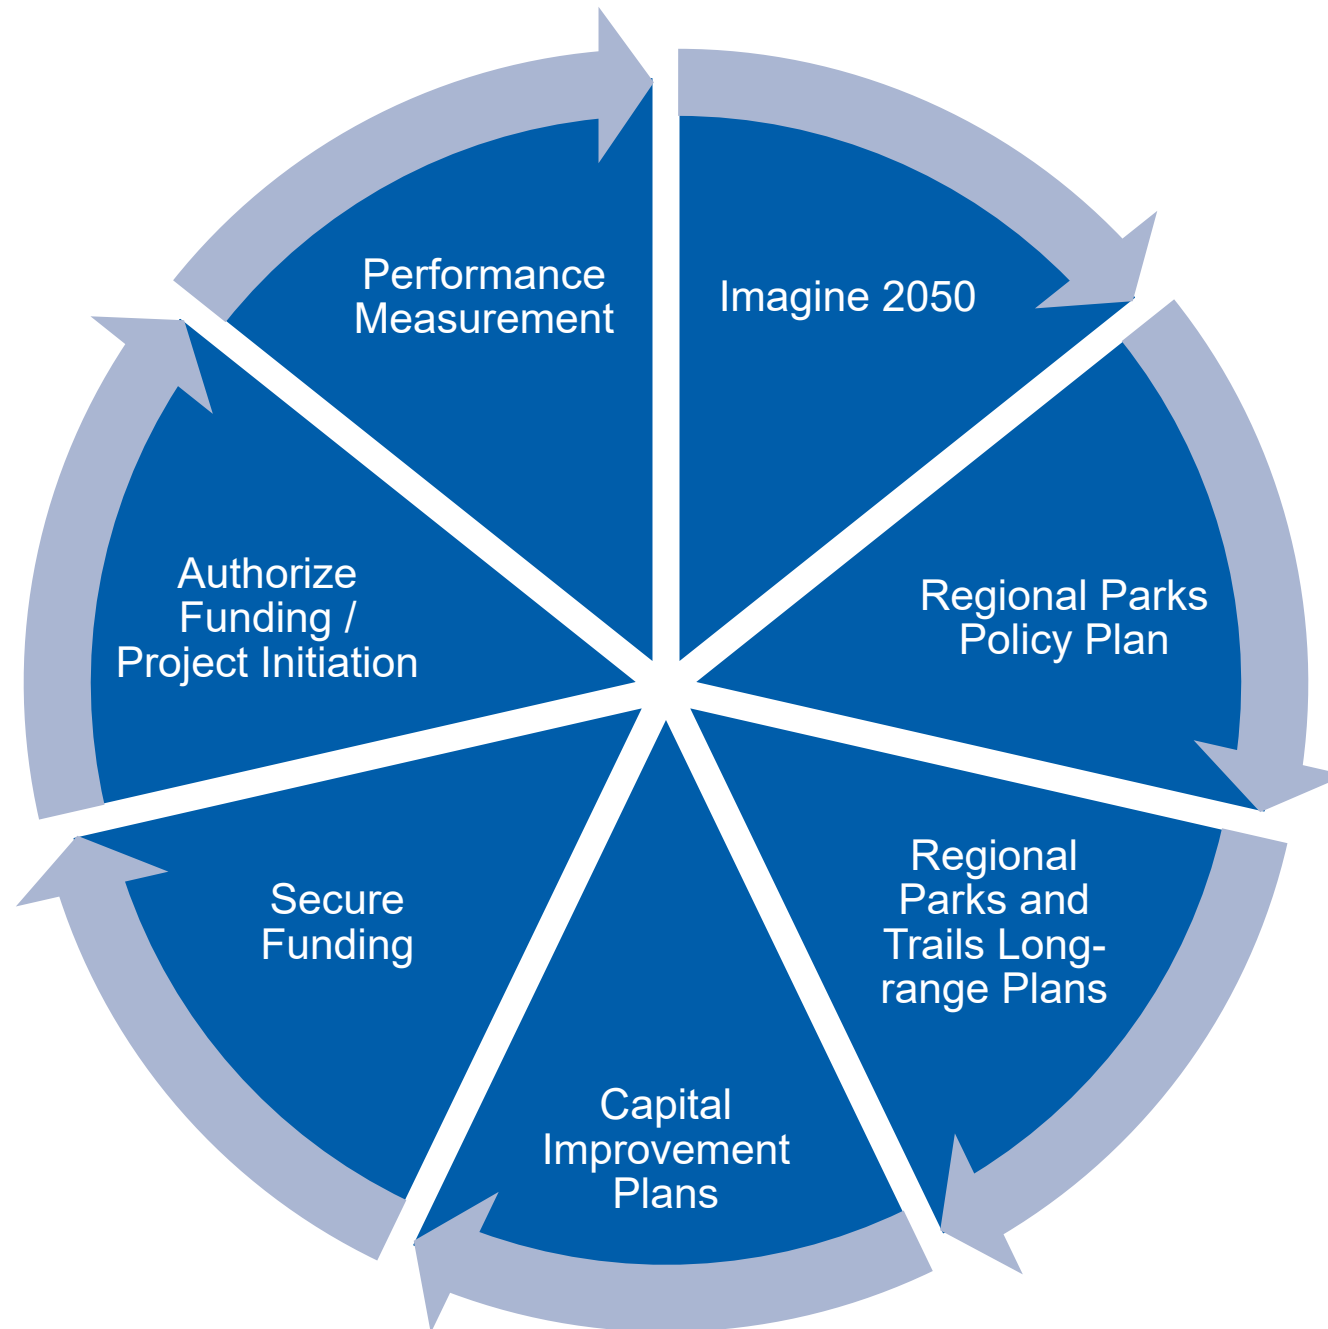 Imagine 2050
Regional Parks
Policy Plan
Regional
Parks and
Trails Long-
range Plans
Capital
Improvement
Plans
Secure
Funding
Authorize
Funding /
Project Initiation
Performance
Measurement